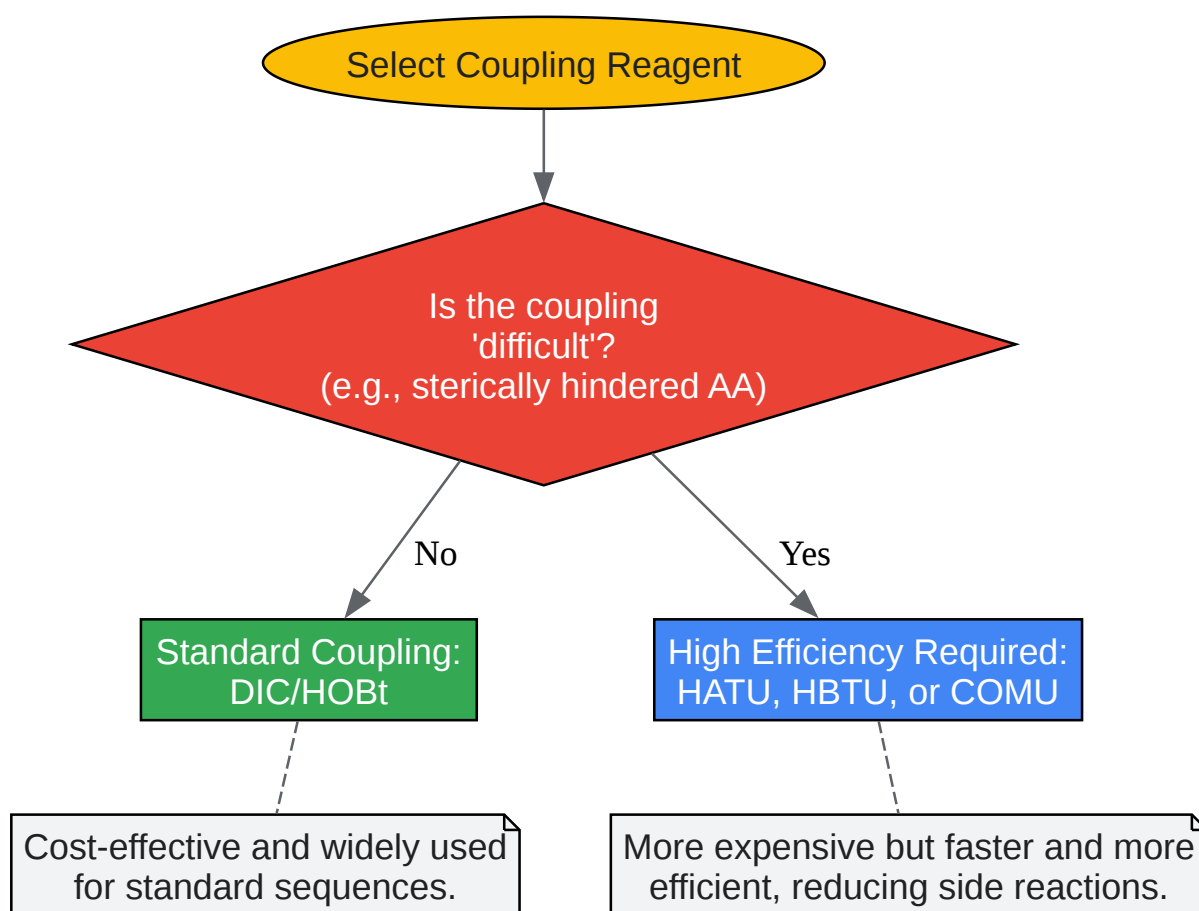 Select Coupling Reagent
Is the coupling
'difficult'?
(e.g., sterically hindered AA)
No
Yes
Standard Coupling:
DIC/HOBt
High Efficiency Required:
HATU, HBTU, or COMU
Cost-effective and widely used
for standard sequences.
More expensive but faster and more
efficient, reducing side reactions.